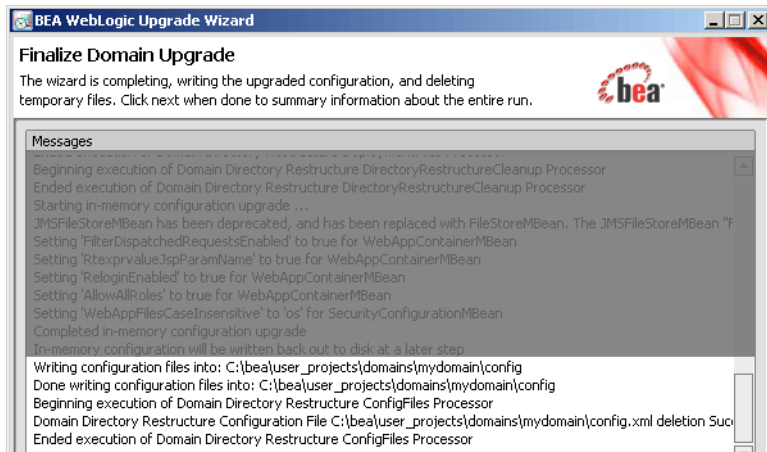 BEA WebLogic Upgrade Wizard
Finalize Domain Upgrade
The wizard is completing, writing the upgraded configuration, and deleting
temporary files. Click next when done to summary information about the entire run.
bea
Messages
Ended execution of Domain Directory Restructure DeploymentFiles Processor
Beginning execution of Domain Directory Restructure DirectoryRestructureCleanup Processor
Ended execution of Domain Directory Restructure DirectoryRestructureCleanup Processor
Starting in-memory configuration upgrade ...
JMSFileStoreMBean has been deprecated, and has been replaced with FileStoreMBean. The JMSFileStoreMBean "F
Setting 'FilterDispatchedRequestsEnabled' to true for WebAppContainerMBean
Setting 'RtexprvalueJspParamName' to true for WebAppContainerMBean
Setting 'ReloginEnabled' to true for WebAppContainerMBean
Setting 'AllowAllRoles' to true for WebAppContainerMBean
Setting 'WebAppFilesCaseInsensitive' to 'os' for SecurityConfigurationMBean
Completed in-memory configuration upgrade
In-memory configuration will be written back out to disk at a later step
Writing configuration files into: C:\bea\user_projects\domains\mydomain\config
Done writing configuration files into: C:\bea\user_projects\domains\mydomain\config
Beginning execution of Domain Directory Restructure ConfigFiles Processor
Domain Directory Restructure Configuration File C:\bea\user_projects\domains\mydomain\config.xml deletion Suc
Ended execution of Domain Directory Restructure ConfigFiles Processor